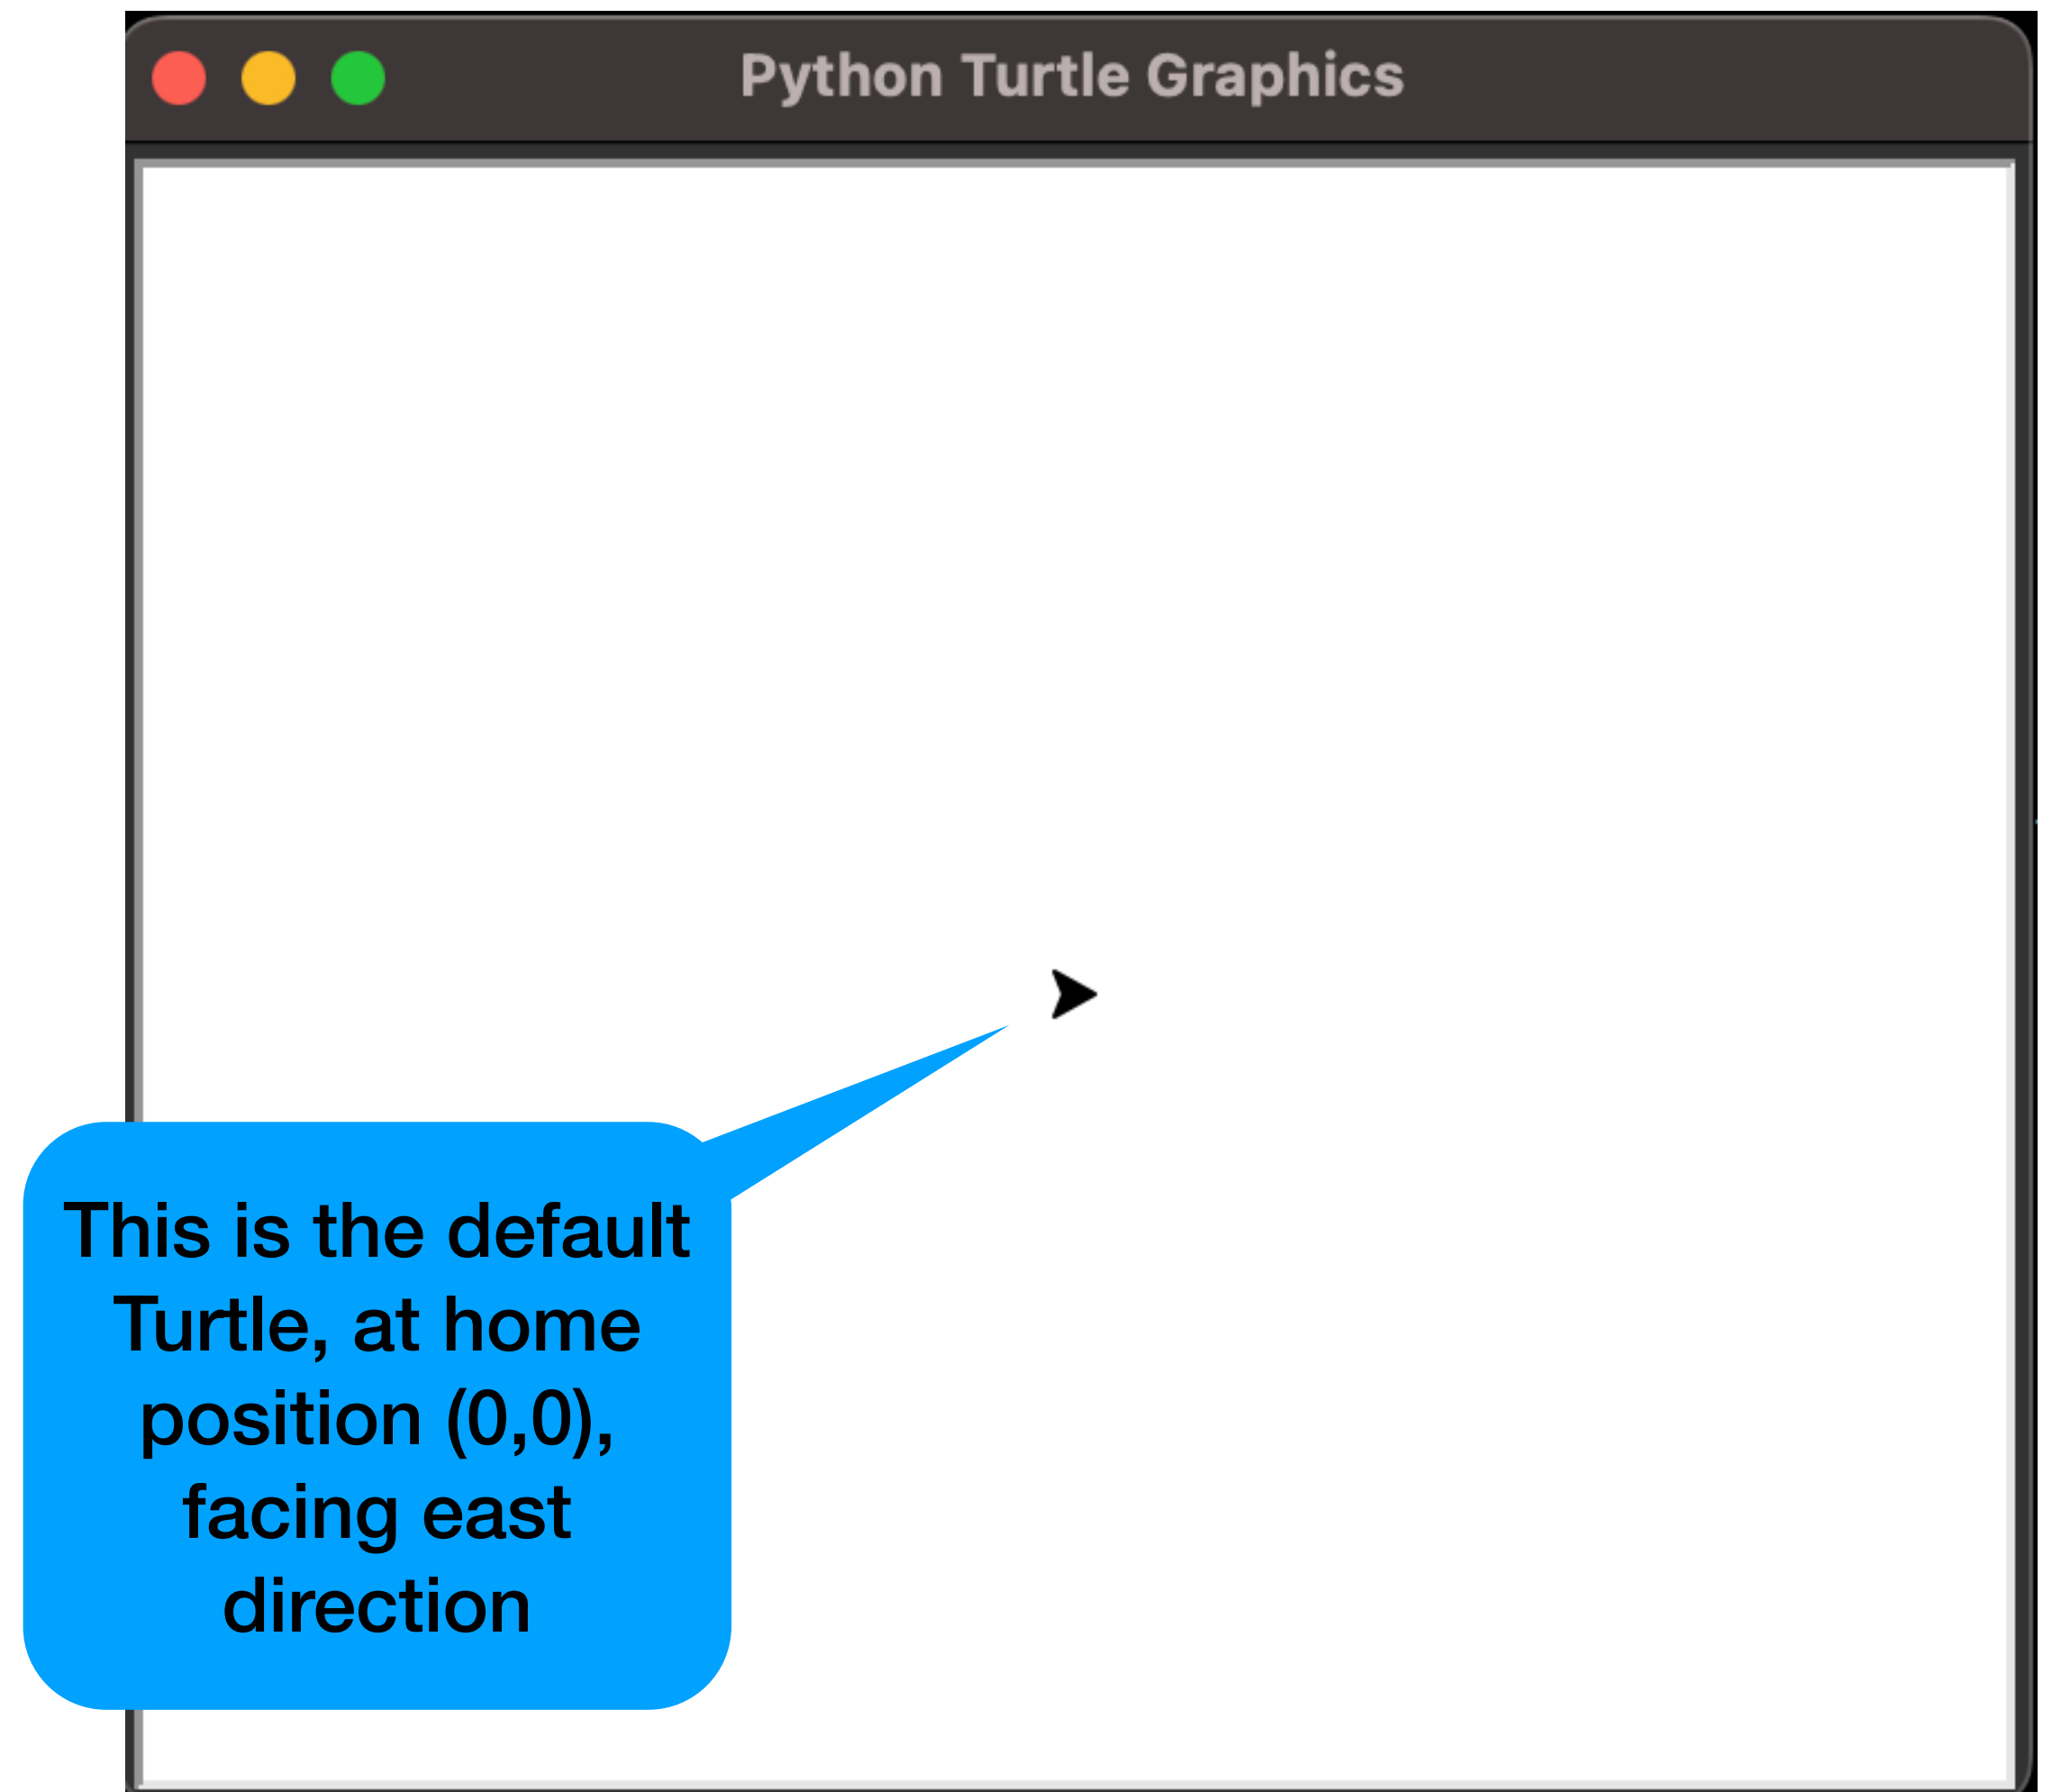 Python Turtle Graphics
This is the default
Turtle, at home
position (0,0),
facing east
direction